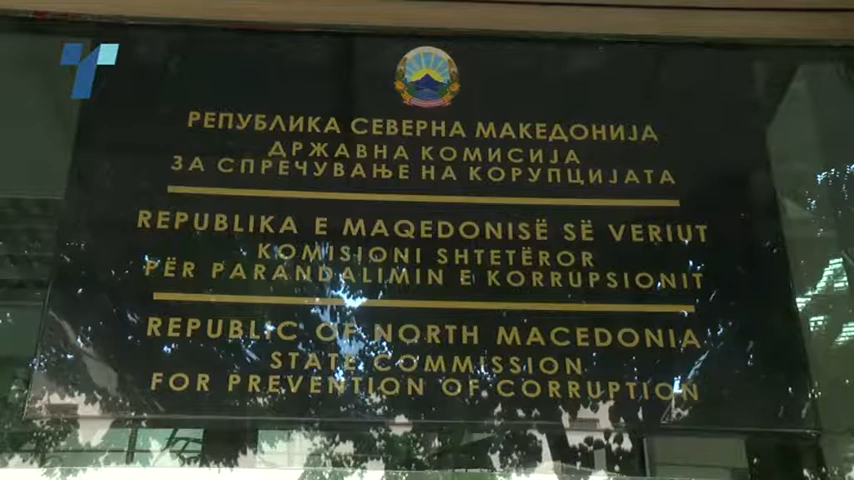 РЕПУБЛИКА СЕВЕРНА МАКЕДОНИЈА
ДРЖАВНА КОМИСИЈА
ЗА СПРЕЧУВАЊЕ НА КОРУПЦИЈАТА
REPUBLIKA E MAQEDONISË SË VERIUT
KOMISIONI SHTETËROR
PËR PARANDALIMIN E KORRUPSIONIT
REPUBLIC OF NORTH MACEDONIA
STATE COMMISSION
FOR PREVENTION OF CORRUPTION